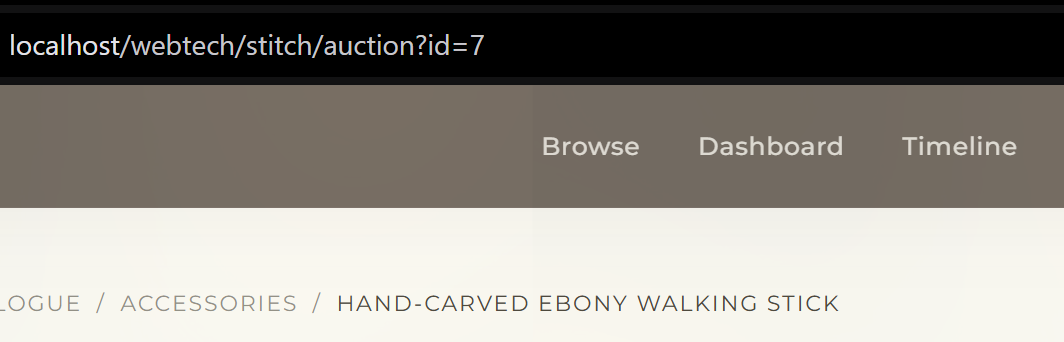 localhost/webtech/stitch/auction?id=7
Browse Dashboard Timeline
LOGUE / ACCESSORIES / HAND-CARVED EBONY WALKING STICK